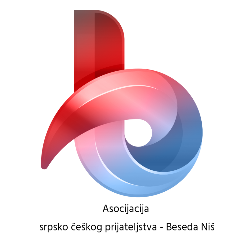 Asocijacija
srpsko češkog prijateljstva - Beseda Niš